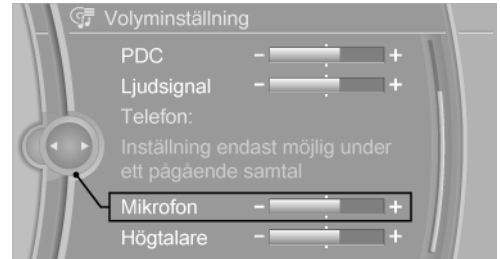 Volyminställning
PDC - +
Ljudsignal - +
Telefon:
Inställning endast möjlig under
ett pågående samtal
Mikrofon - +
Högtalare - +